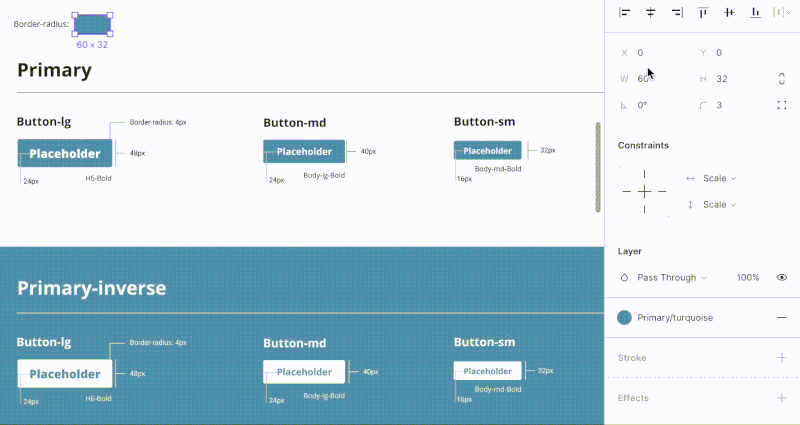 Border-radius:
60 × 32
Primary
Button-lg
Border-radius: 4px
Placeholder
48px
24px
H6-Bold
Button-md
Placeholder
40px
24px
Body-lg-Bold
Button-sm
Placeholder
32px
Body-md-Bold
16px
Primary-inverse
Button-lg
Border-radius: 4px
Placeholder
48px
24px
H6-Bold
Button-md
Placeholder
40px
24px
Body-lg-Bold
Button-sm
Placeholder
32px
Body-md-Bold
16px
X 0 Y 0
W 60 H 32
0° 3
Constraints
Scale
Scale
Layer
Pass Through 100%
Primary/turquoise
Stroke
Effects